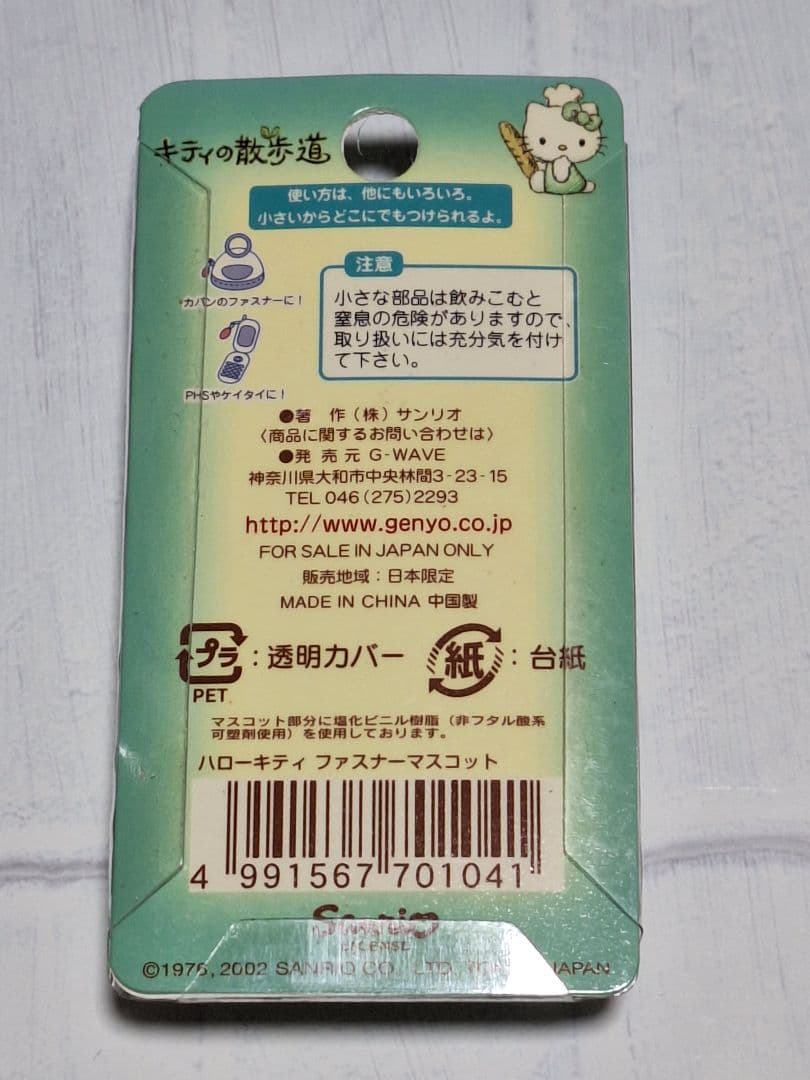 キティの散歩道
使い方は、他にもいろいろ。
小さいからどこにでもつけられるよ。
カバンのファスナーに!
PHSやケイタイに!
注意
小さな部品は飲みこむと
窒息の危険がありますので、
取り扱いには充分気を付け
て下さい。
●著 作(株)サンリオ
〈商品に関するお問い合わせは〉
●発 売 元 G-WAVE
神奈川県大和市中央林間3-23-15
TEL 046(275)2293
http://www.genyo.co.jp
FOR SALE IN JAPAN ONLY
販売地域:日本限定
MADE IN CHINA 中国製
プラ:透明カバー
PET
紙:台紙
マスコット部分に塩化ビニル樹脂(非フタル酸系
可塑剤使用)を使用しております。
ハローキティ ファスナーマスコット
4 991567 701041
Sanrio
LICENSE
©1976, 2002 SANRIO CO., LTD. JAPAN